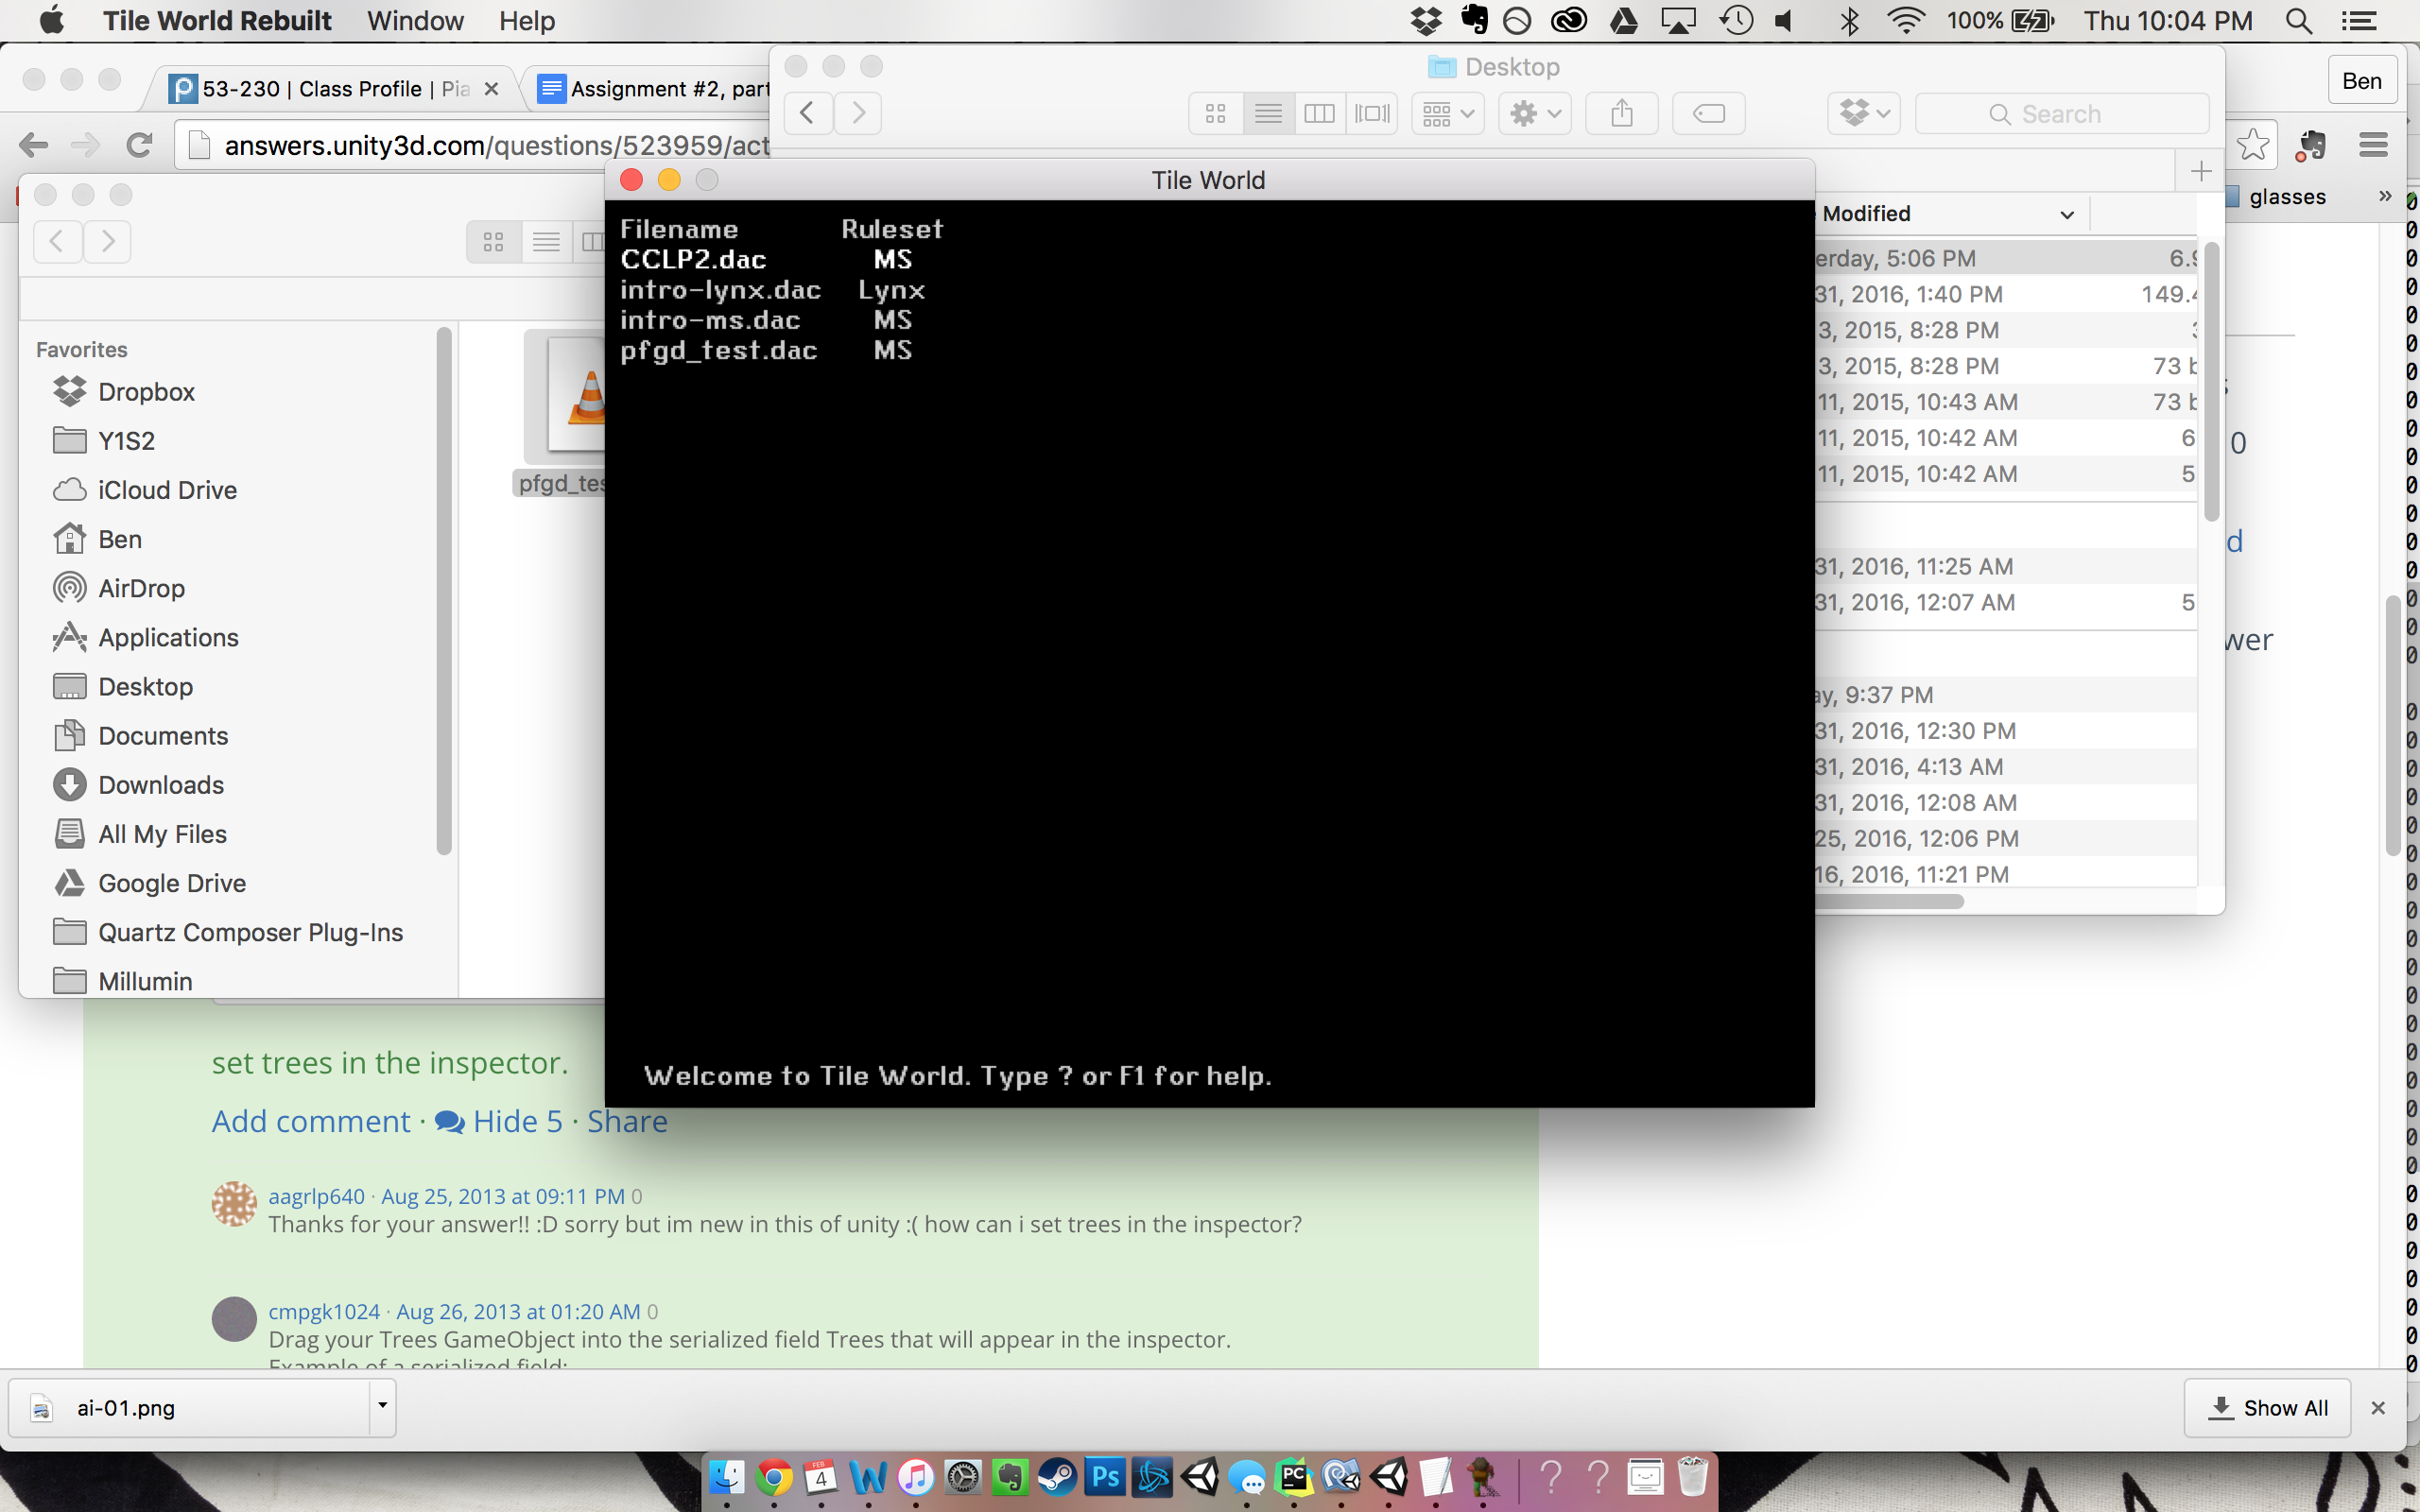 Tile World Rebuilt Window Help 100% Thu 10:04 PM
53-230 | Class Profile | Pia
Assignment #2, part
Desktop
Ben
answers.unity3d.com/questions/523959/act
Search
glasses
»
Tile World
Filename Ruleset
CCLP2.dac MS
intro-lynx.dac Lynx
intro-ms.dac MS
pfgd_test.dac MS
Welcome to Tile World. Type ? or F1 for help.
Favorites
Dropbox
Y1S2
iCloud Drive
Ben
AirDrop
Applications
Desktop
Documents
Downloads
All My Files
Google Drive
Quartz Composer Plug-Ins
Millumin
pfgd_tes
Modified
erday, 5:06 PM 6.9
31, 2016, 1:40 PM 149.4
3, 2015, 8:28 PM
3, 2015, 8:28 PM 73 b
11, 2015, 10:43 AM 73 b
11, 2015, 10:42 AM 6
11, 2015, 10:42 AM 5
31, 2016, 11:25 AM
31, 2016, 12:07 AM 5
ay, 9:37 PM
31, 2016, 12:30 PM
31, 2016, 4:13 AM
31, 2016, 12:08 AM
25, 2016, 12:06 PM
16, 2016, 11:21 PM
0
d
wer
set trees in the inspector.
Add comment · Hide 5 · Share
aagrlp640 · Aug 25, 2013 at 09:11 PM 0
Thanks for your answer!! :D sorry but im new in this of unity :( how can i set trees in the inspector?
cmpgk1024 · Aug 26, 2013 at 01:20 AM 0
Drag your Trees GameObject into the serialized field Trees that will appear in the inspector.
Example of a serialized field:
ai-01.png
Show All
FEB
4
Ps
PC